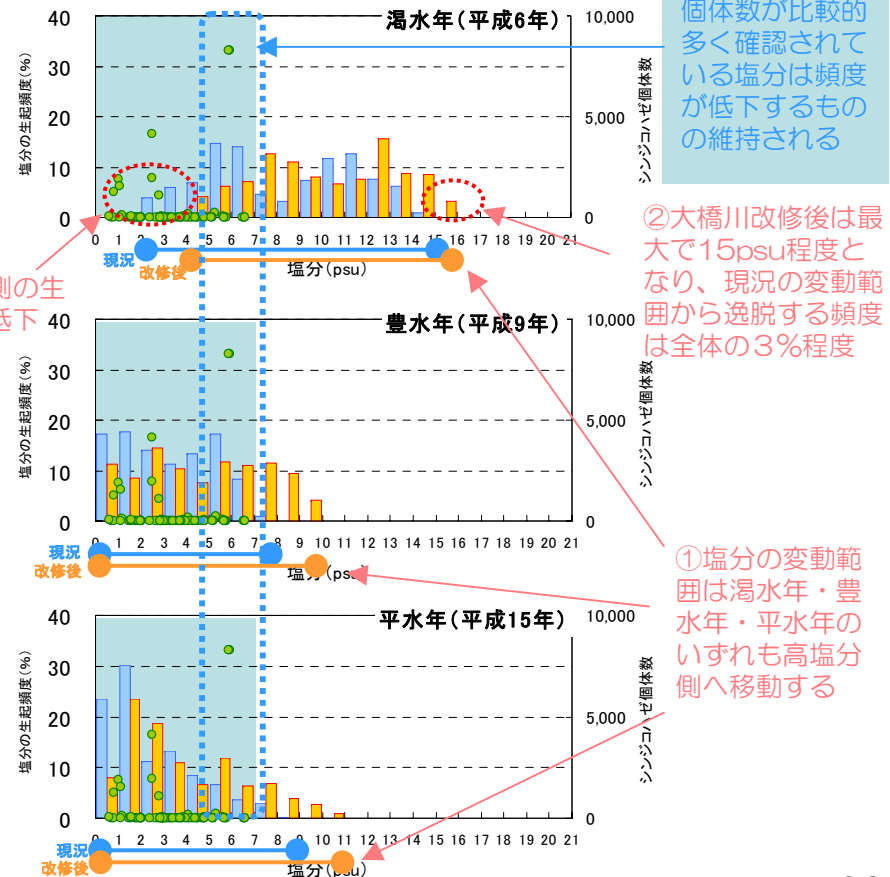 渇水年(平成6年)
塩分の生起頻度(%)
40
30
20
10
0
10,000
5,000
0
シンジコハゼ個体数
0 1 2 3 4 5 6 7 8 9 10 11 12 13 14 15 16 17 18 19 20 21
現況
改修後
塩分(psu)
個体数が比較的
多く確認されて
いる塩分は頻度
が低下するもの
の維持される
②大橋川改修後は最
大で15psu程度と
なり、現況の変動範
囲から逸脱する頻度
は全体の3%程度
側の生
低下
豊水年(平成9年)
塩分の生起頻度(%)
40
30
20
10
0
10,000
5,000
0
シンジコハゼ個体数
0 1 2 3 4 5 6 7 8 9 10 11 12 13 14 15 16 17 18 19 20 21
現況
改修後
塩分(psu)
①塩分の変動範
囲は渇水年・豊
水年・平水年の
いずれも高塩分
側へ移動する
平水年(平成15年)
塩分の生起頻度(%)
40
30
20
10
0
10,000
5,000
0
シンジコハゼ個体数
0 1 2 3 4 5 6 7 8 9 10 11 12 13 14 15 16 17 18 19 20 21
現況
改修後
塩分(psu)